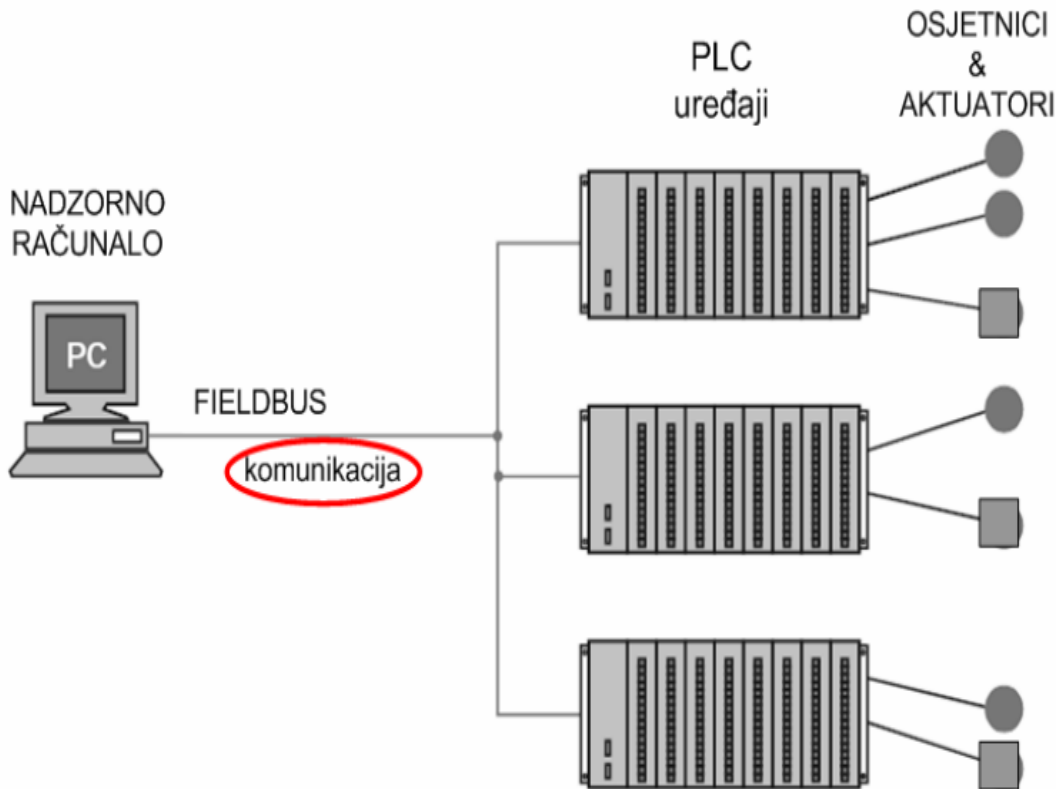 OSJETNICI
&
AKTUATORI
PLC
uređaji
NADZORNO
RAČUNALO
PC
FIELDBUS
komunikacija